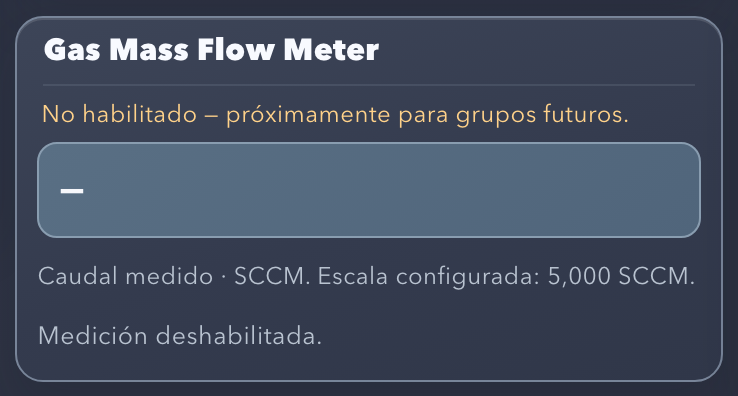 Gas Mass Flow Meter
No habilitado — próximamente para grupos futuros.
—
Caudal medido · SCCM. Escala configurada: 5,000 SCCM.
Medición deshabilitada.